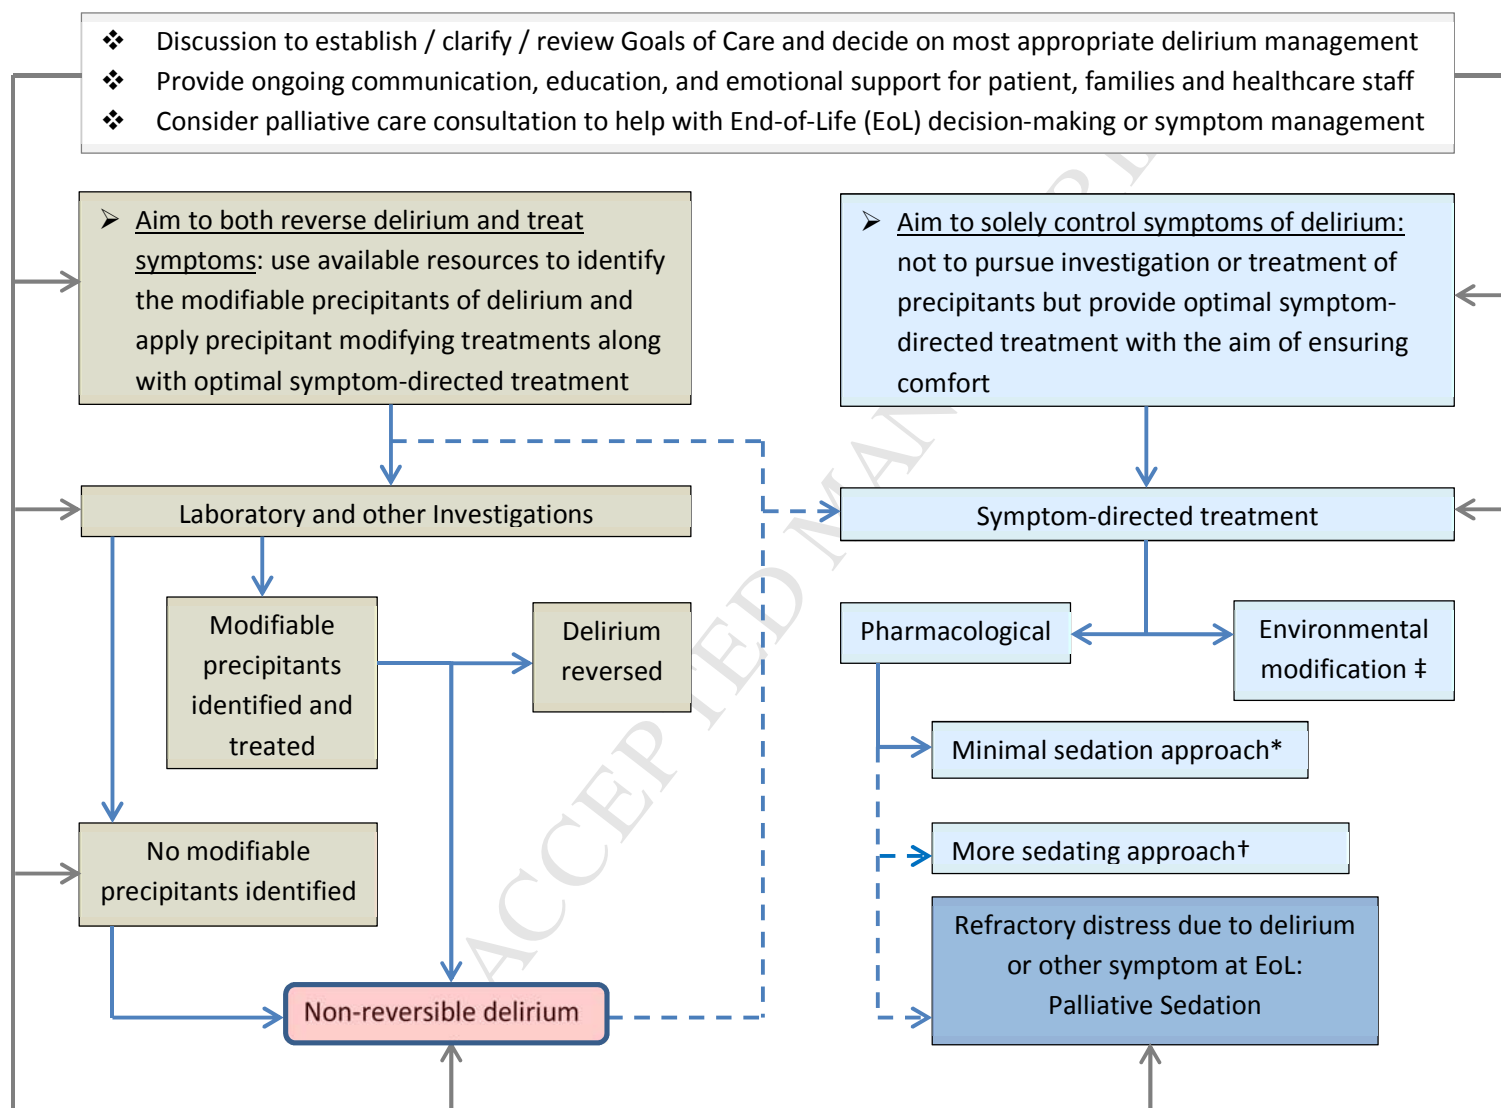 ❖ Discussion to establish / clarify / review Goals of Care and decide on most appropriate delirium management
❖ Provide ongoing communication, education, and emotional support for patient, families and healthcare staff
❖ Consider palliative care consultation to help with End-of-Life (EoL) decision-making or symptom management
➢ Aim to both reverse delirium and treat
symptoms: use available resources to identify
the modifiable precipitants of delirium and
apply precipitant modifying treatments along
with optimal symptom-directed treatment
➢ Aim to solely control symptoms of delirium:
not to pursue investigation or treatment of
precipitants but provide optimal symptom-
directed treatment with the aim of ensuring
comfort
Laboratory and other Investigations
Symptom-directed treatment
Modifiable
precipitants
identified and
treated
Delirium
reversed
Pharmacological
Environmental
modification ‡
Minimal sedation approach*
No modifiable
precipitants identified
More sedating approach†
Refractory distress due to delirium
or other symptom at EoL:
Palliative Sedation
Non-reversible delirium
ACCEPTED MAN